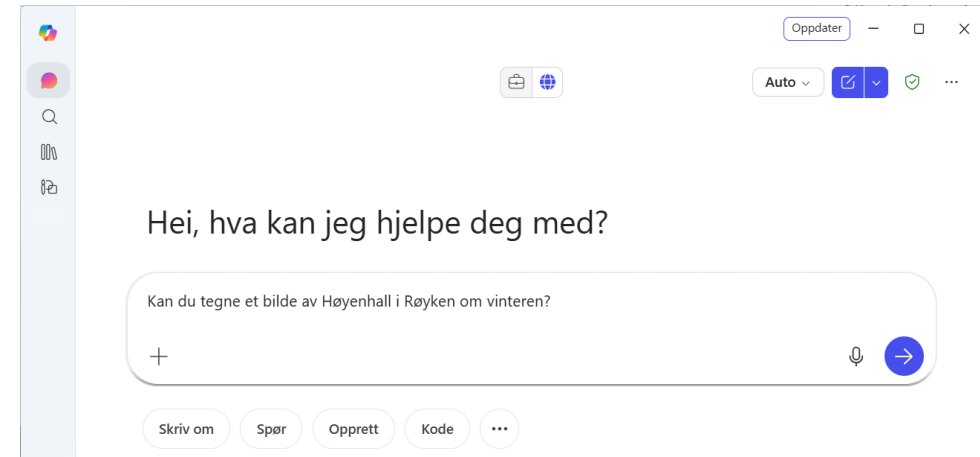 Oppdater
Auto
Hei, hva kan jeg hjelpe deg med?
Kan du tegne et bilde av Høyenhall i Røyken om vinteren?
Skriv om
Spør
Opprett
Kode